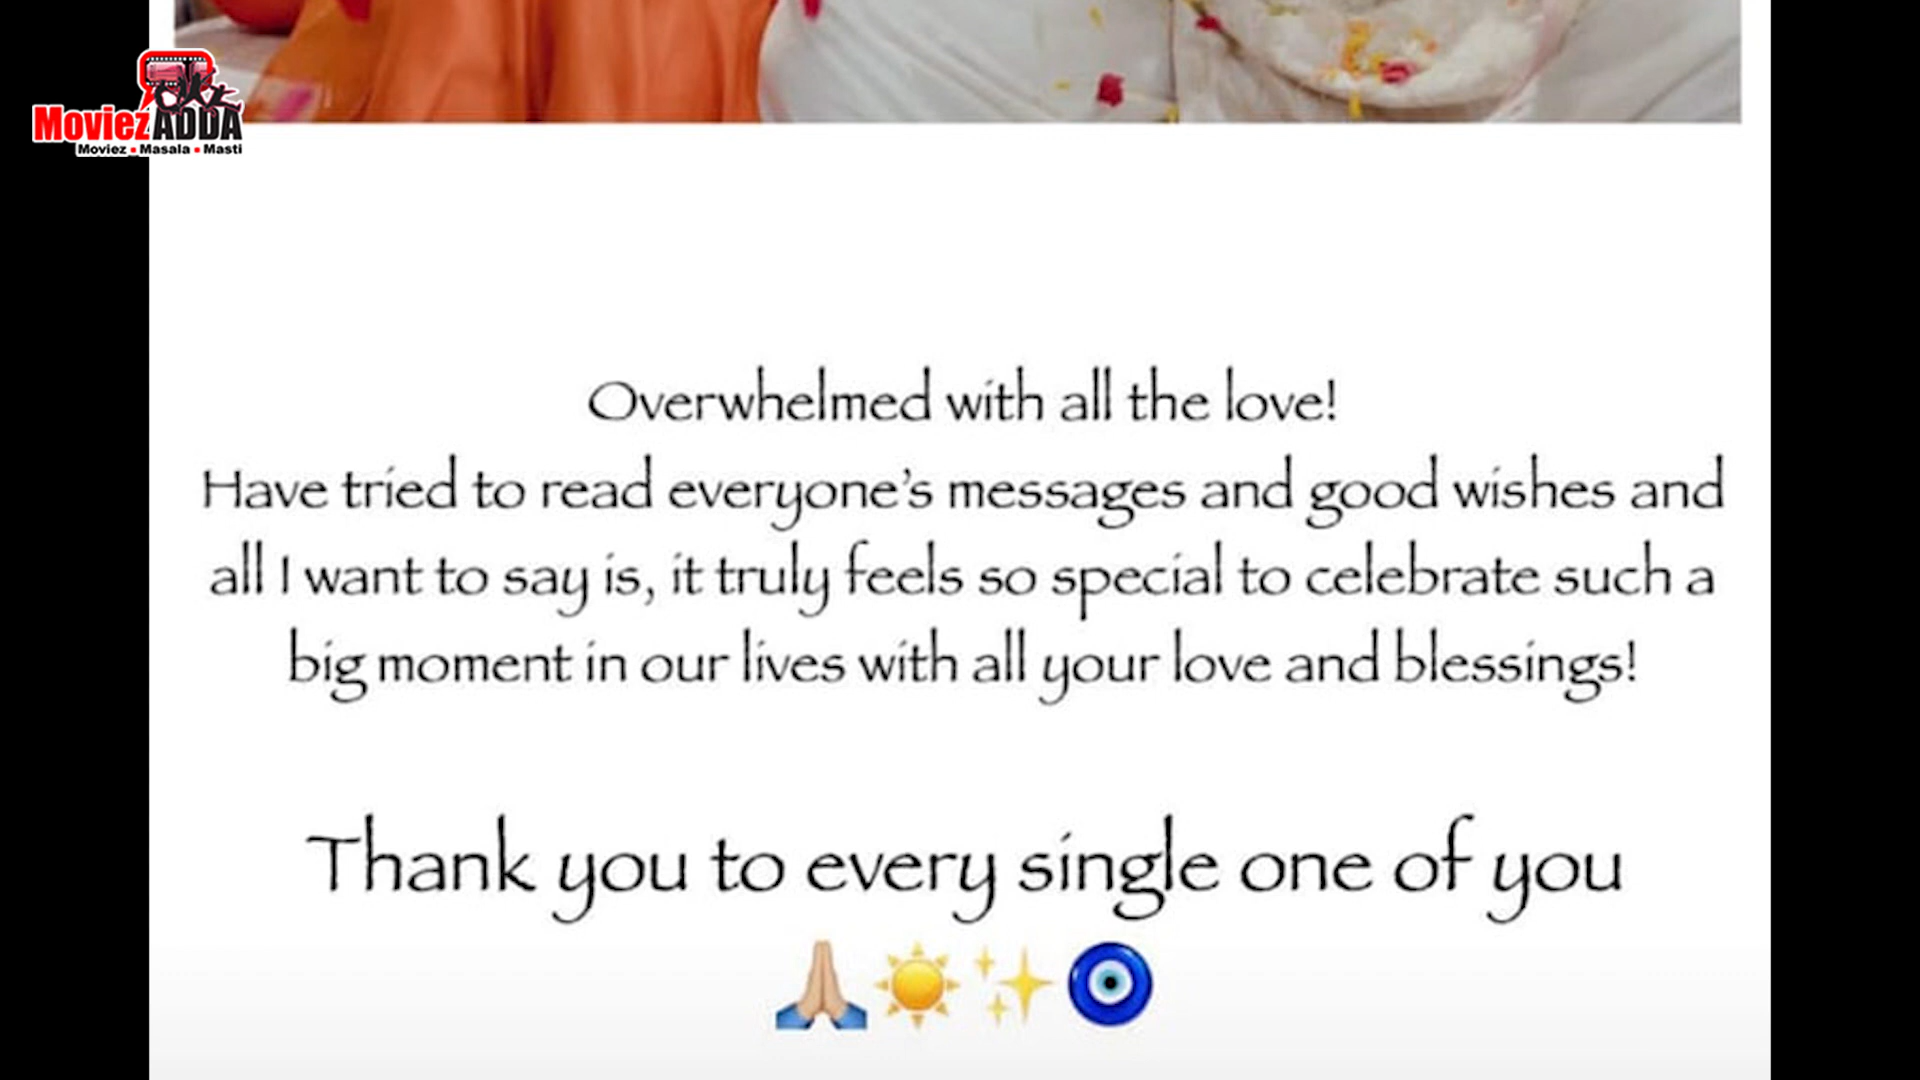 MoviezADDA
Moviez • Masala • Masti
Overwhelmed with all the love!
Have tried to read everyone’s messages and good wishes and
all I want to say is, it truly feels so special to celebrate such a
big moment in our lives with all your love and blessings!
Thank you to every single one of you
🙏🏼☀️✨🧿